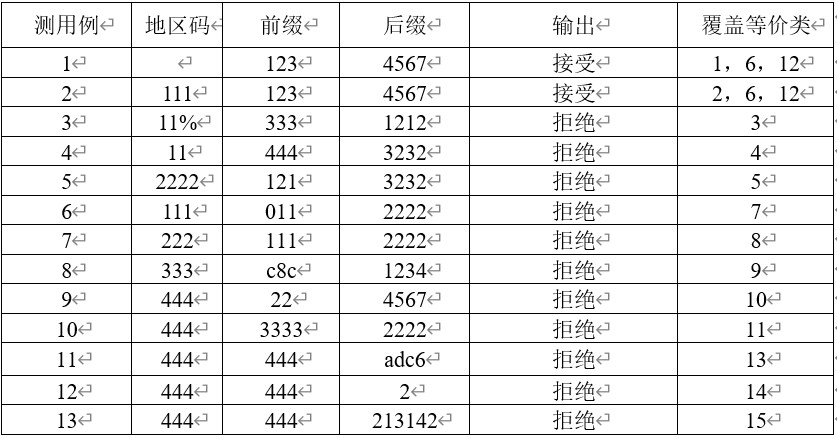 测用例 地区码 前缀 后缀 输出 覆盖等价类
1 123 4567 接受 1，6，12
2 111 123 4567 接受 2，6，12
3 11% 333 1212 拒绝 3
4 11 444 3232 拒绝 4
5 2222 121 3232 拒绝 5
6 111 011 2222 拒绝 7
7 222 111 2222 拒绝 8
8 333 c8c 1234 拒绝 9
9 444 22 4567 拒绝 10
10 444 3333 2222 拒绝 11
11 444 444 adc6 拒绝 13
12 444 444 2 拒绝 14
13 444 444 213142 拒绝 15